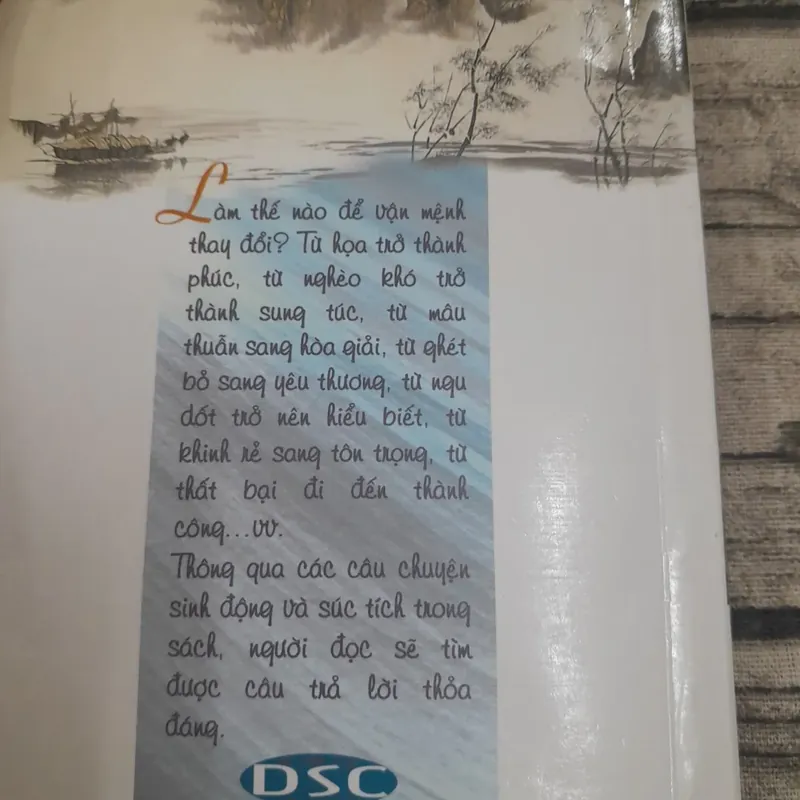 Làm thế nào để vận mệnh
thay đổi? Từ họa trở thành
phúc, từ nghèo khó trở
thành sung túc, từ mâu
thuẫn sang hòa giải, từ ghét
bỏ sang yêu thương, từ ngu
dốt trở nên hiểu biết, từ
khinh rẻ sang tôn trọng, từ
thất bại đi đến thành
công...vv.
Thông qua các câu chuyện
sinh động và súc tích trong
sách, người đọc sẽ tìm
được câu trả lời thỏa
đáng.
DSC